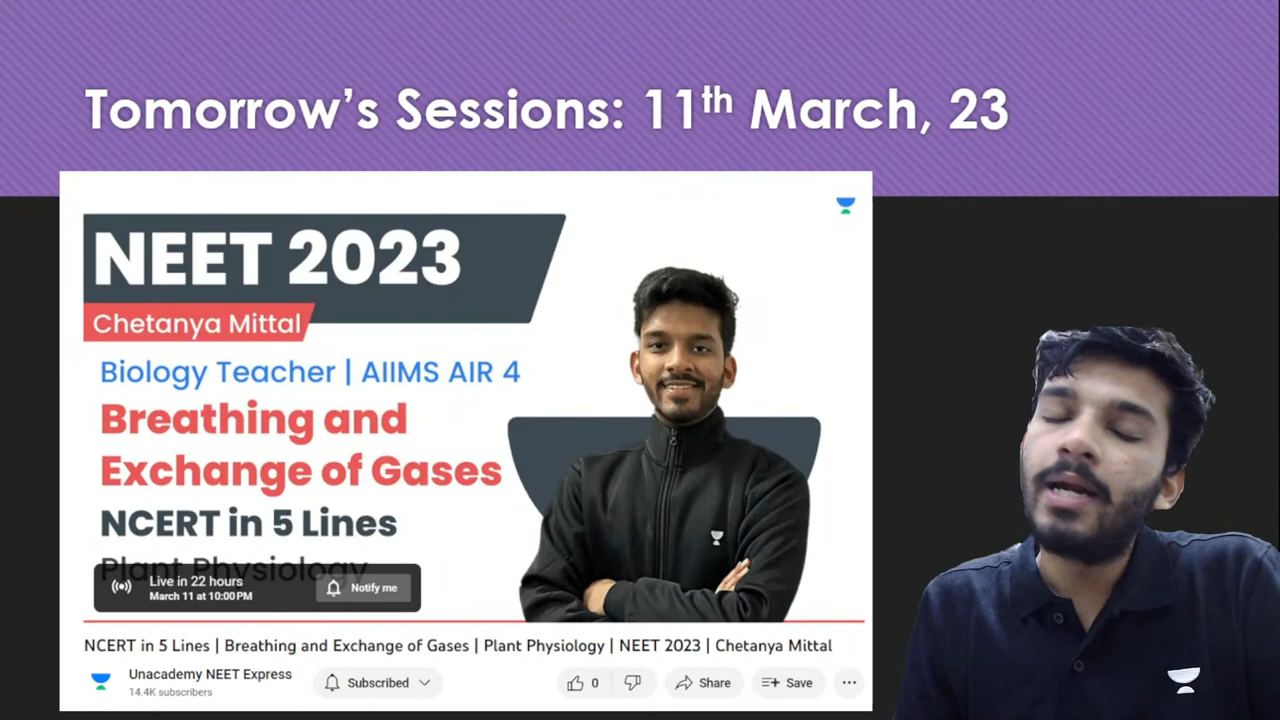 Tomorrow’s Sessions: 11th March, 23
NEET 2023
Chetanya Mittal
Biology Teacher | AIIMS AIR 4
Breathing and
Exchange of Gases
NCERT in 5 Lines
Plant Physiology
Live in 22 hours
March 11 at 10:00 PM
Notify me
NCERT in 5 Lines | Breathing and Exchange of Gases | Plant Physiology | NEET 2023 | Chetanya Mittal
Unacademy NEET Express
14.4K subscribers
Subscribed
0
Share
Save